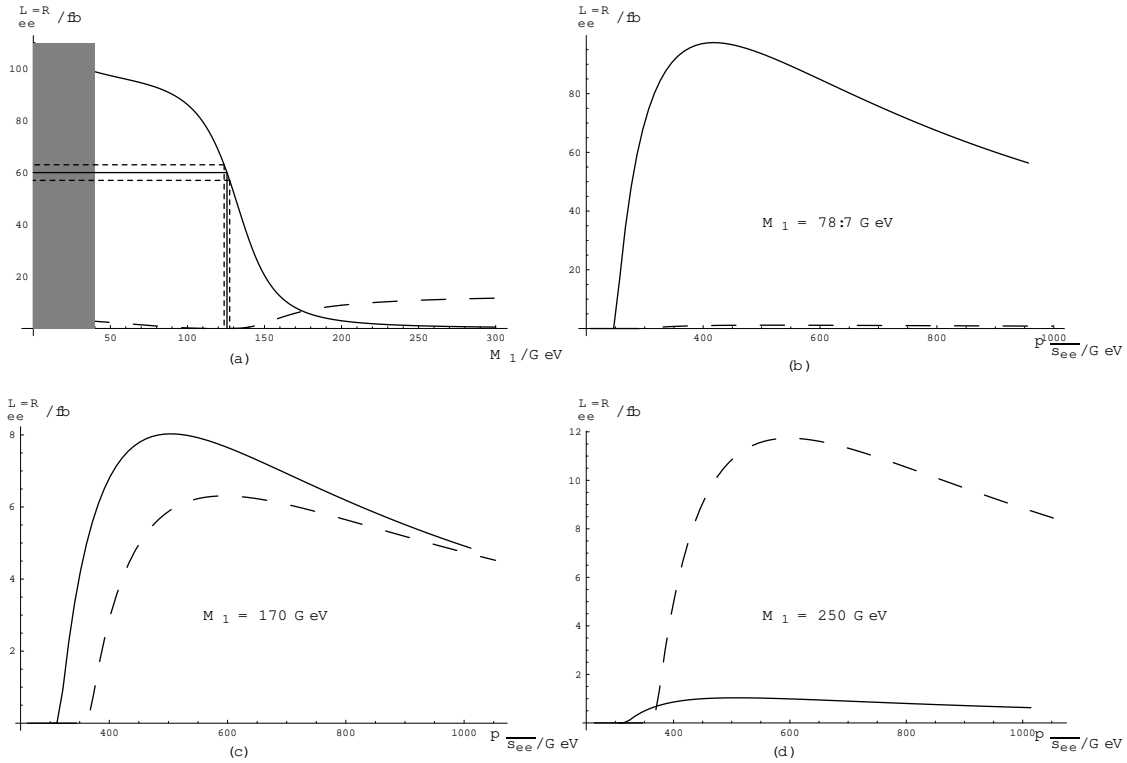 L=R
ee /fb
100
80
60
40
20
50 100 150 200 250 300
M 1 /G eV
(a)
L=R
ee /fb
80
60
40
20
M 1 = 78:7 G eV
400 600 800 1000
p see /G eV
(b)
L=R
ee /fb
8
6
4
2
M 1 = 170 G eV
400 600 800 1000
p see /G eV
(c)
L=R
ee /fb
12
10
8
6
4
2
M 1 = 250 G eV
400 600 800 1000
p see /G eV
(d)